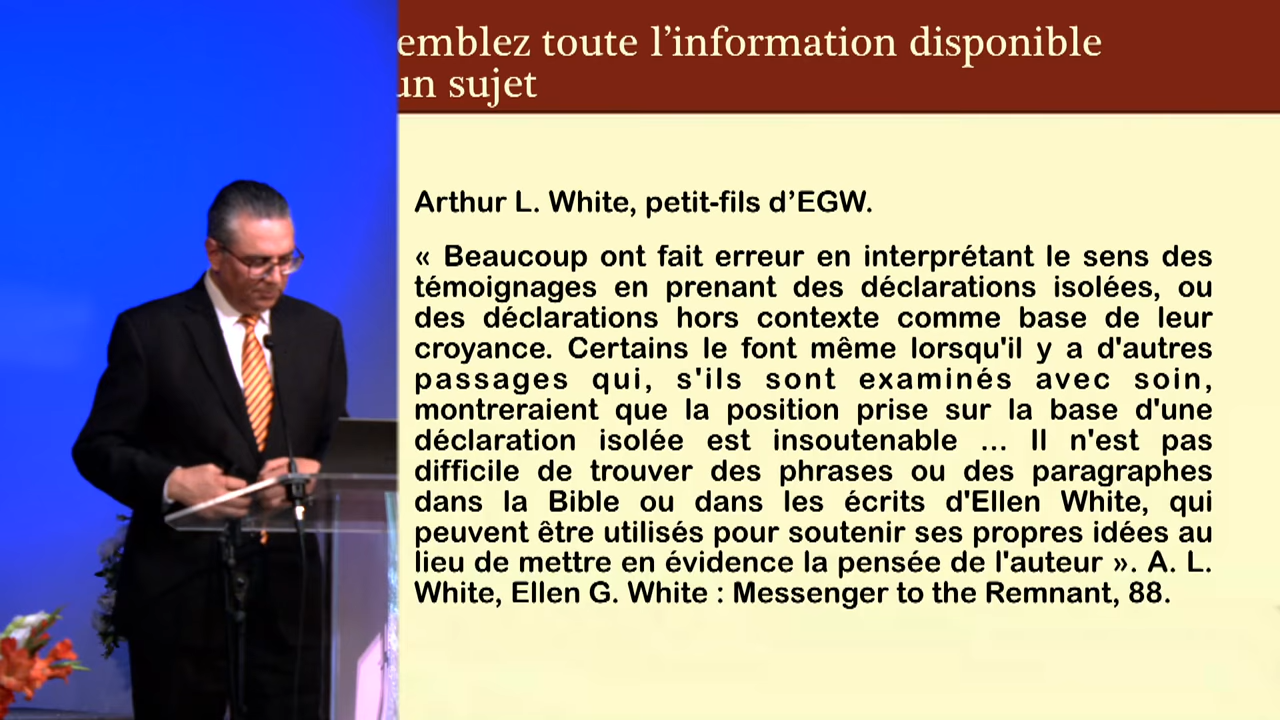 emblez toute l’information disponible
un sujet
Arthur L. White, petit-fils d’EGW.
« Beaucoup ont fait erreur en interprétant le sens des
témoignages en prenant des déclarations isolées, ou
des déclarations hors contexte comme base de leur
croyance. Certains le font même lorsqu'il y a d'autres
passages qui, s'ils sont examinés avec soin,
montreraient que la position prise sur la base d'une
déclaration isolée est insoutenable ... Il n'est pas
difficile de trouver des phrases ou des paragraphes
dans la Bible ou dans les écrits d'Ellen White, qui
peuvent être utilisés pour soutenir ses propres idées au
lieu de mettre en évidence la pensée de l'auteur ». A. L.
White, Ellen G. White : Messenger to the Remnant, 88.